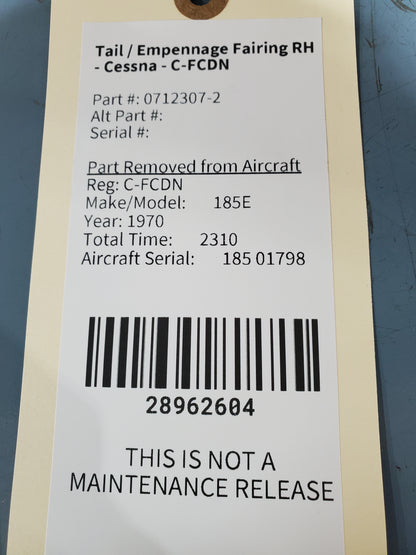 Tail / Empennage Fairing RH
- Cessna - C-FCDN
Part #: 0712307-2
Alt Part #:
Serial #:
Part Removed from Aircraft
Reg: C-FCDN
Make/Model: 185E
Year: 1970
Total Time: 2310
Aircraft Serial: 185 01798
28962604
THIS IS NOT A
MAINTENANCE RELEASE